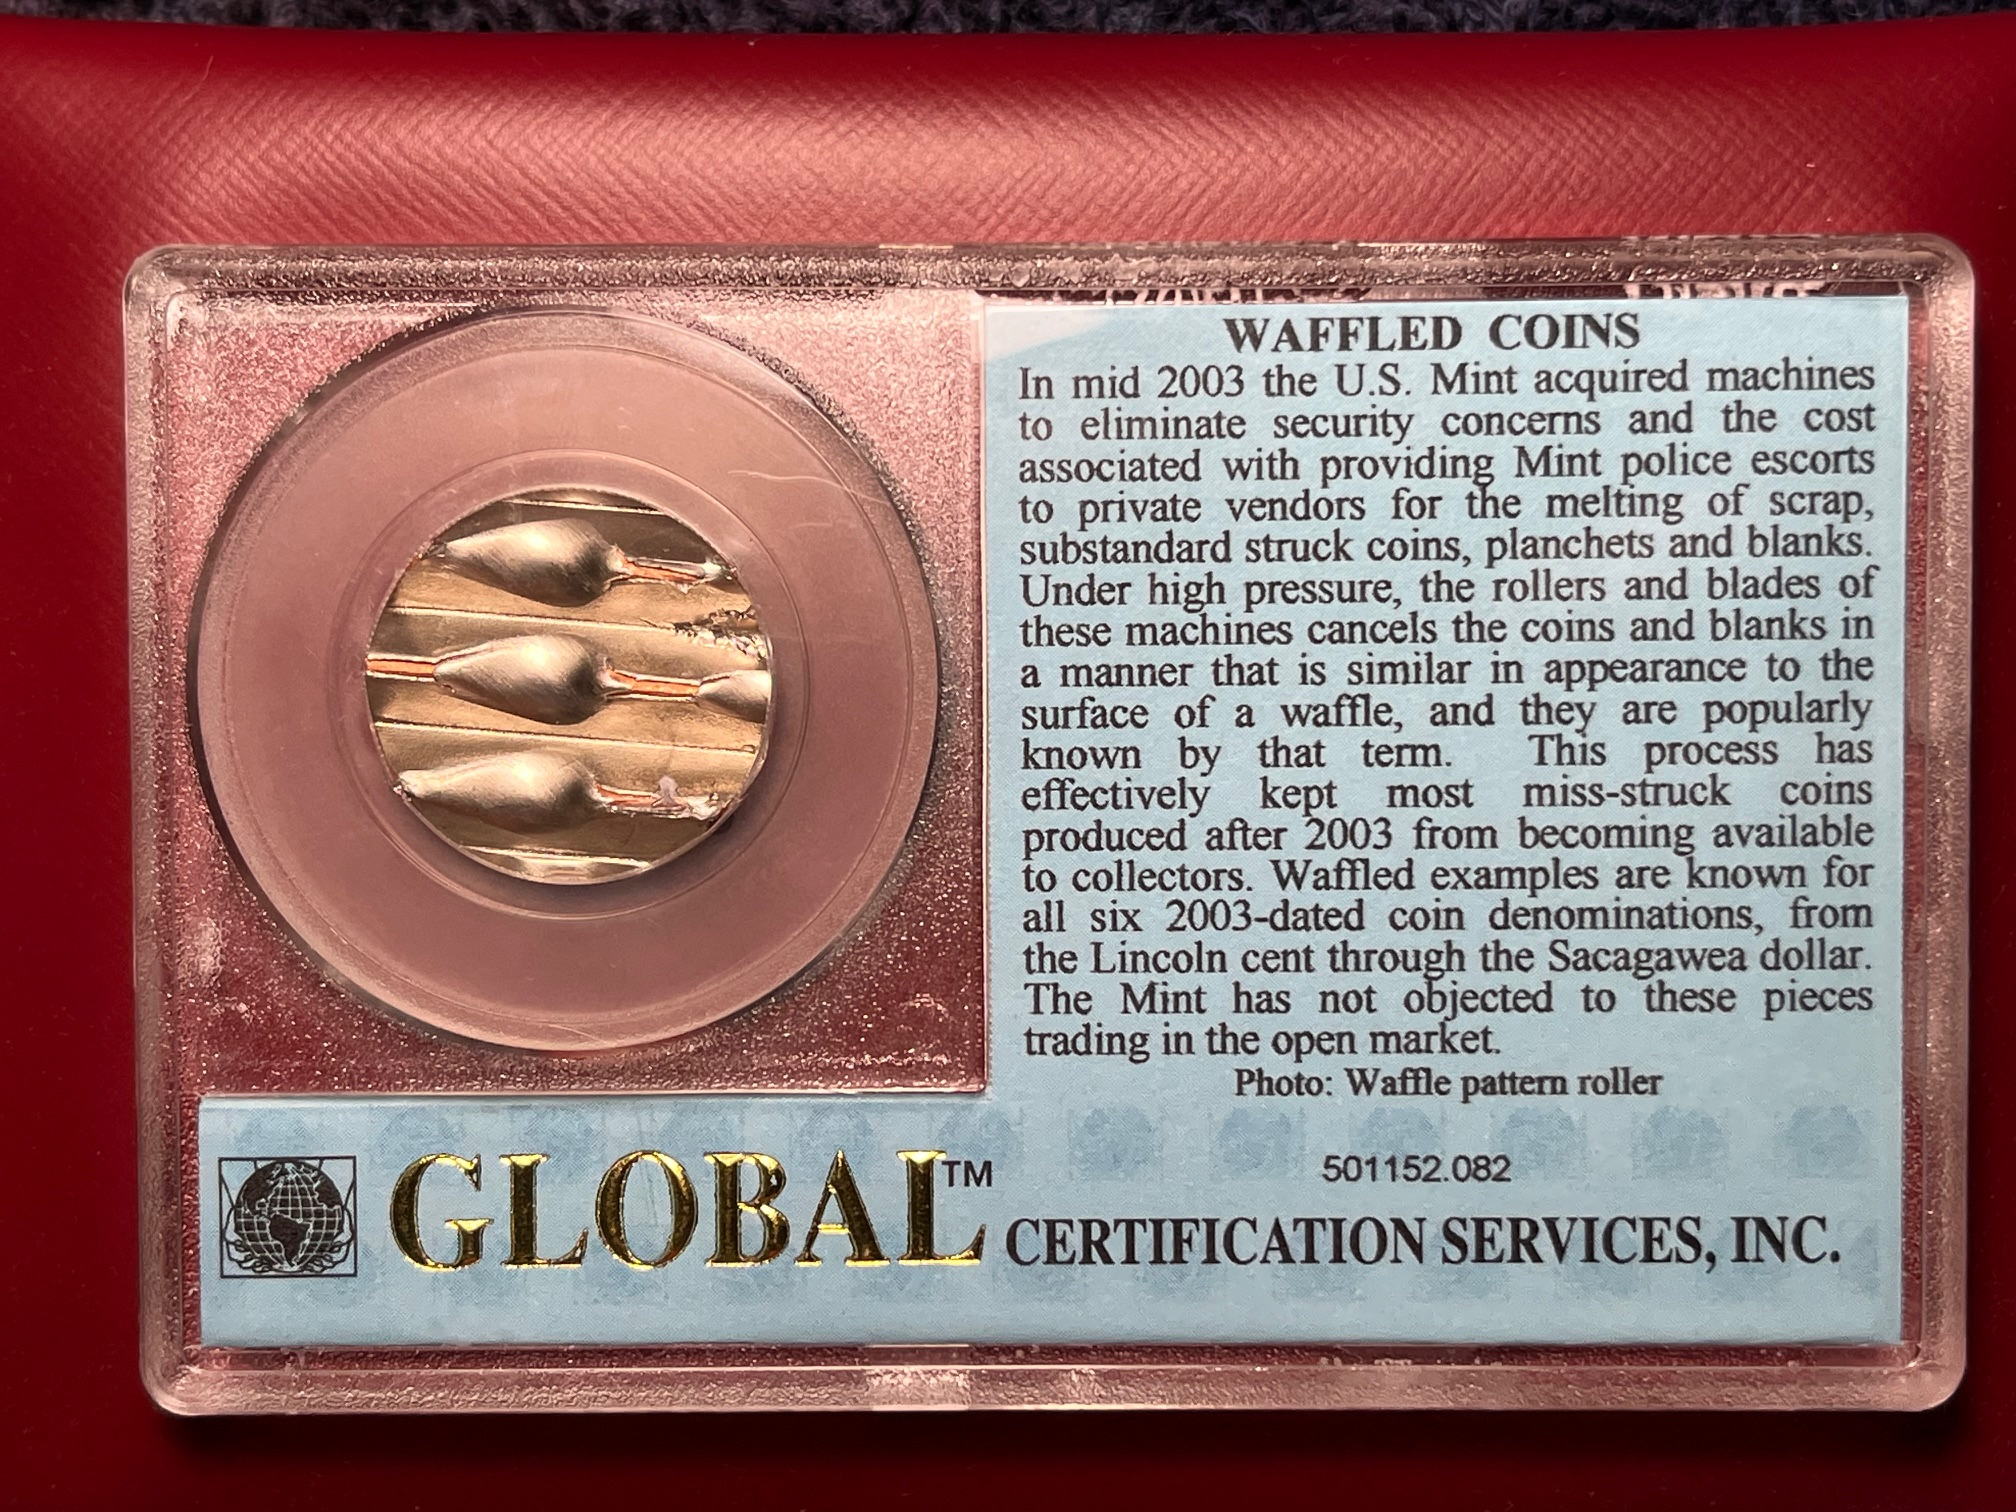 WAFFLED COINS
In mid 2003 the U.S. Mint acquired machines
to eliminate security concerns and the cost
associated with providing Mint police escorts
to private vendors for the melting of scrap,
substandard struck coins, planchets and blanks.
Under high pressure, the rollers and blades of
these machines cancels the coins and blanks in
a manner that is similar in appearance to the
surface of a waffle, and they are popularly
known by that term. This process has
effectively kept most miss-struck coins
produced after 2003 from becoming available
to collectors. Waffled examples are known for
all six 2003-dated coin denominations, from
the Lincoln cent through the Sacagawea dollar.
The Mint has not objected to these pieces
trading in the open market.
Photo: Waffle pattern roller
501152.082
GLOBAL™ CERTIFICATION SERVICES, INC.